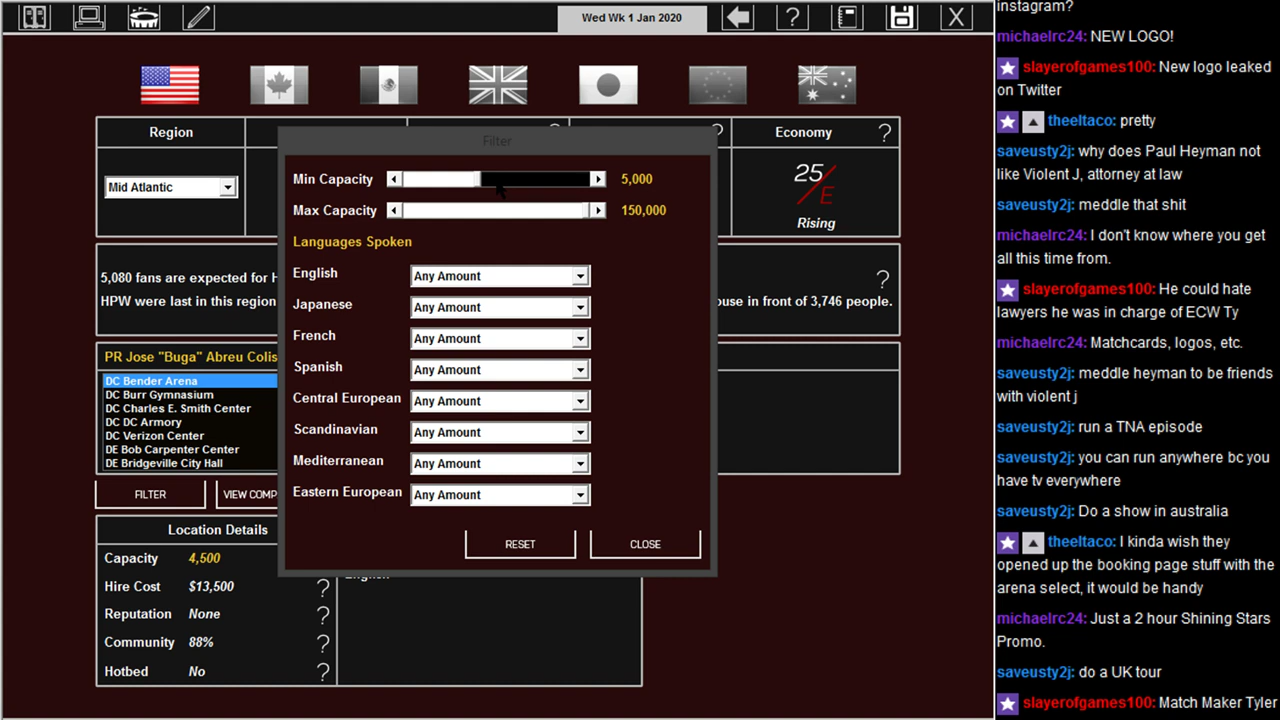 Wed Wk 1 Jan 2020
Region
Economy
?
Mid Atlantic
25/E
Rising
Filter
Min Capacity 5,000
Max Capacity 150,000
Languages Spoken
English Any Amount
Japanese Any Amount
French Any Amount
Spanish Any Amount
Central European Any Amount
Scandinavian Any Amount
Mediterranean Any Amount
Eastern European Any Amount
RESET
CLOSE
5,080 fans are expected for H
?
HPW were last in this region
ouse in front of 3,746 people.
PR Jose "Buga" Abreu Colis
DC Bender Arena
DC Burr Gymnasium
DC Charles E. Smith Center
DC DC Armory
DC Verizon Center
DE Bob Carpenter Center
DE Bridgeville City Hall
FILTER
VIEW COMP
Location Details
Capacity 4,500
Hire Cost $13,500 ?
Reputation None ?
Community 88% ?
Hotbed No ?
English
instagram?
michaelrc24: NEW LOGO!
slayerofgames100: New logo leaked
on Twitter
theeltaco: pretty
saveusty2j: why does Paul Heyman not
like Violent J, attorney at law
saveusty2j: meddle that shit
michaelrc24: I don't know where you get
all this time from.
slayerofgames100: He could hate
lawyers he was in charge of ECW Ty
michaelrc24: Matchcards, logos, etc.
saveusty2j: meddle heyman to be friends
with violent j
saveusty2j: run a TNA episode
saveusty2j: you can run anywhere bc you
have tv everywhere
saveusty2j: Do a show in australia
theeltaco: I kinda wish they
opened up the booking page stuff with the
arena select, it would be handy
michaelrc24: Just a 2 hour Shining Stars
Promo.
saveusty2j: do a UK tour
slayerofgames100: Match Maker Tyler